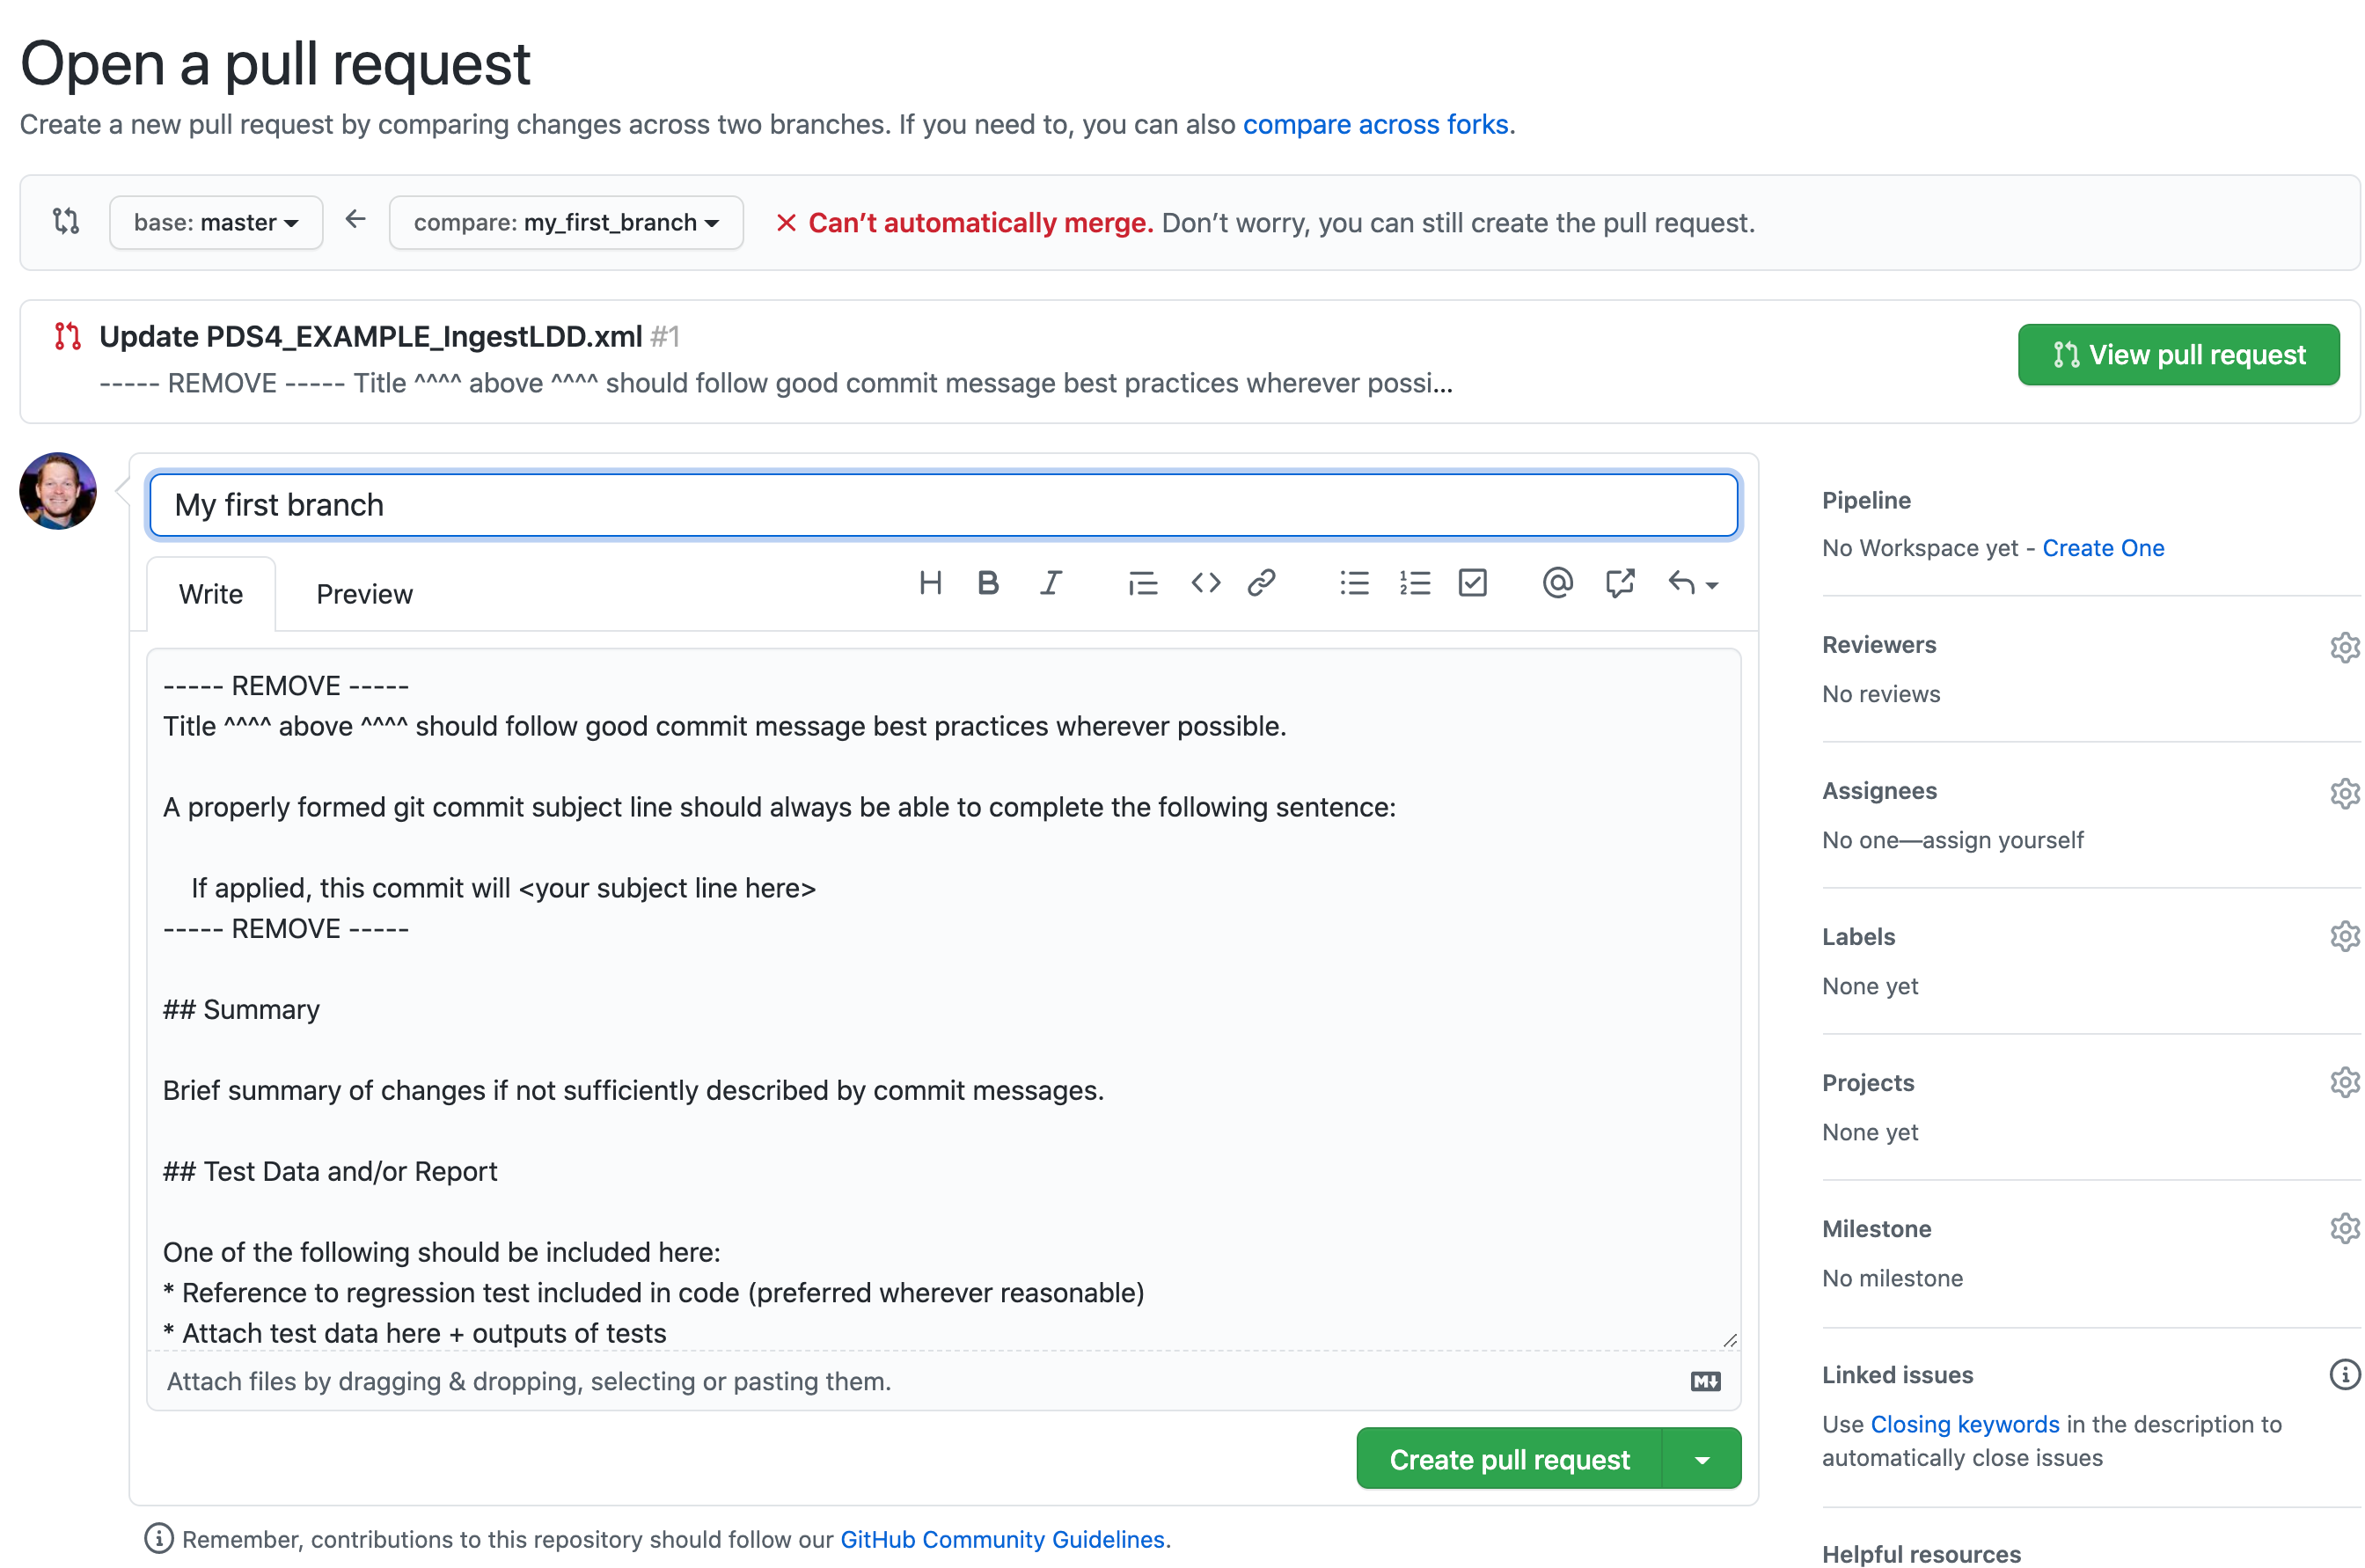 Open a pull request
Create a new pull request by comparing changes across two branches. If you need to, you can also compare across forks.
base: master
compare: my_first_branch
Can’t automatically merge. Don’t worry, you can still create the pull request.
Update PDS4_EXAMPLE_IngestLDD.xml #1
----- REMOVE ----- Title ^^^^ above ^^^^ should follow good commit message best practices wherever possi...
View pull request
My first branch
Write
Preview
----- REMOVE -----
Title ^^^^ above ^^^^ should follow good commit message best practices wherever possible.
A properly formed git commit subject line should always be able to complete the following sentence:
If applied, this commit will <your subject line here>
----- REMOVE -----
## Summary
Brief summary of changes if not sufficiently described by commit messages.
## Test Data and/or Report
One of the following should be included here:
* Reference to regression test included in code (preferred wherever reasonable)
* Attach test data here + outputs of tests
Attach files by dragging & dropping, selecting or pasting them.
Create pull request
Remember, contributions to this repository should follow our GitHub Community Guidelines.
Pipeline
No Workspace yet - Create One
Reviewers
No reviews
Assignees
No one—assign yourself
Labels
None yet
Projects
None yet
Milestone
No milestone
Linked issues
Use Closing keywords in the description to
automatically close issues
Helpful resources